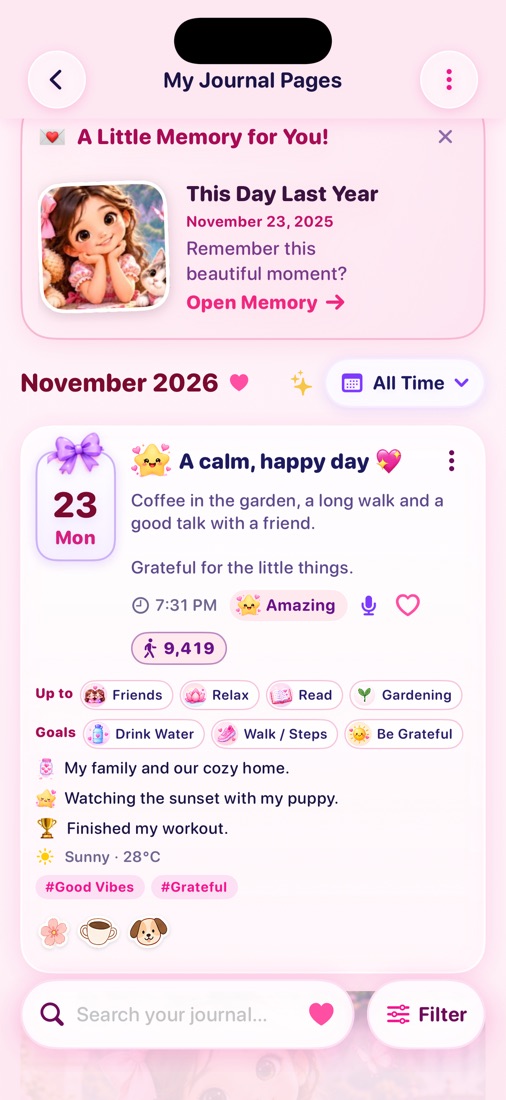 My Journal Pages
A Little Memory for You!
This Day Last Year
November 23, 2025
Remember this
beautiful moment?
Open Memory →
November 2026
All Time
23
Mon
A calm, happy day
Coffee in the garden, a long walk and a
good talk with a friend.
Grateful for the little things.
7:31 PM
Amazing
9,419
Up to
Friends
Relax
Read
Gardening
Goals
Drink Water
Walk / Steps
Be Grateful
My family and our cozy home.
Watching the sunset with my puppy.
Finished my workout.
Sunny · 28°C
#Good Vibes
#Grateful
Search your journal...
Filter